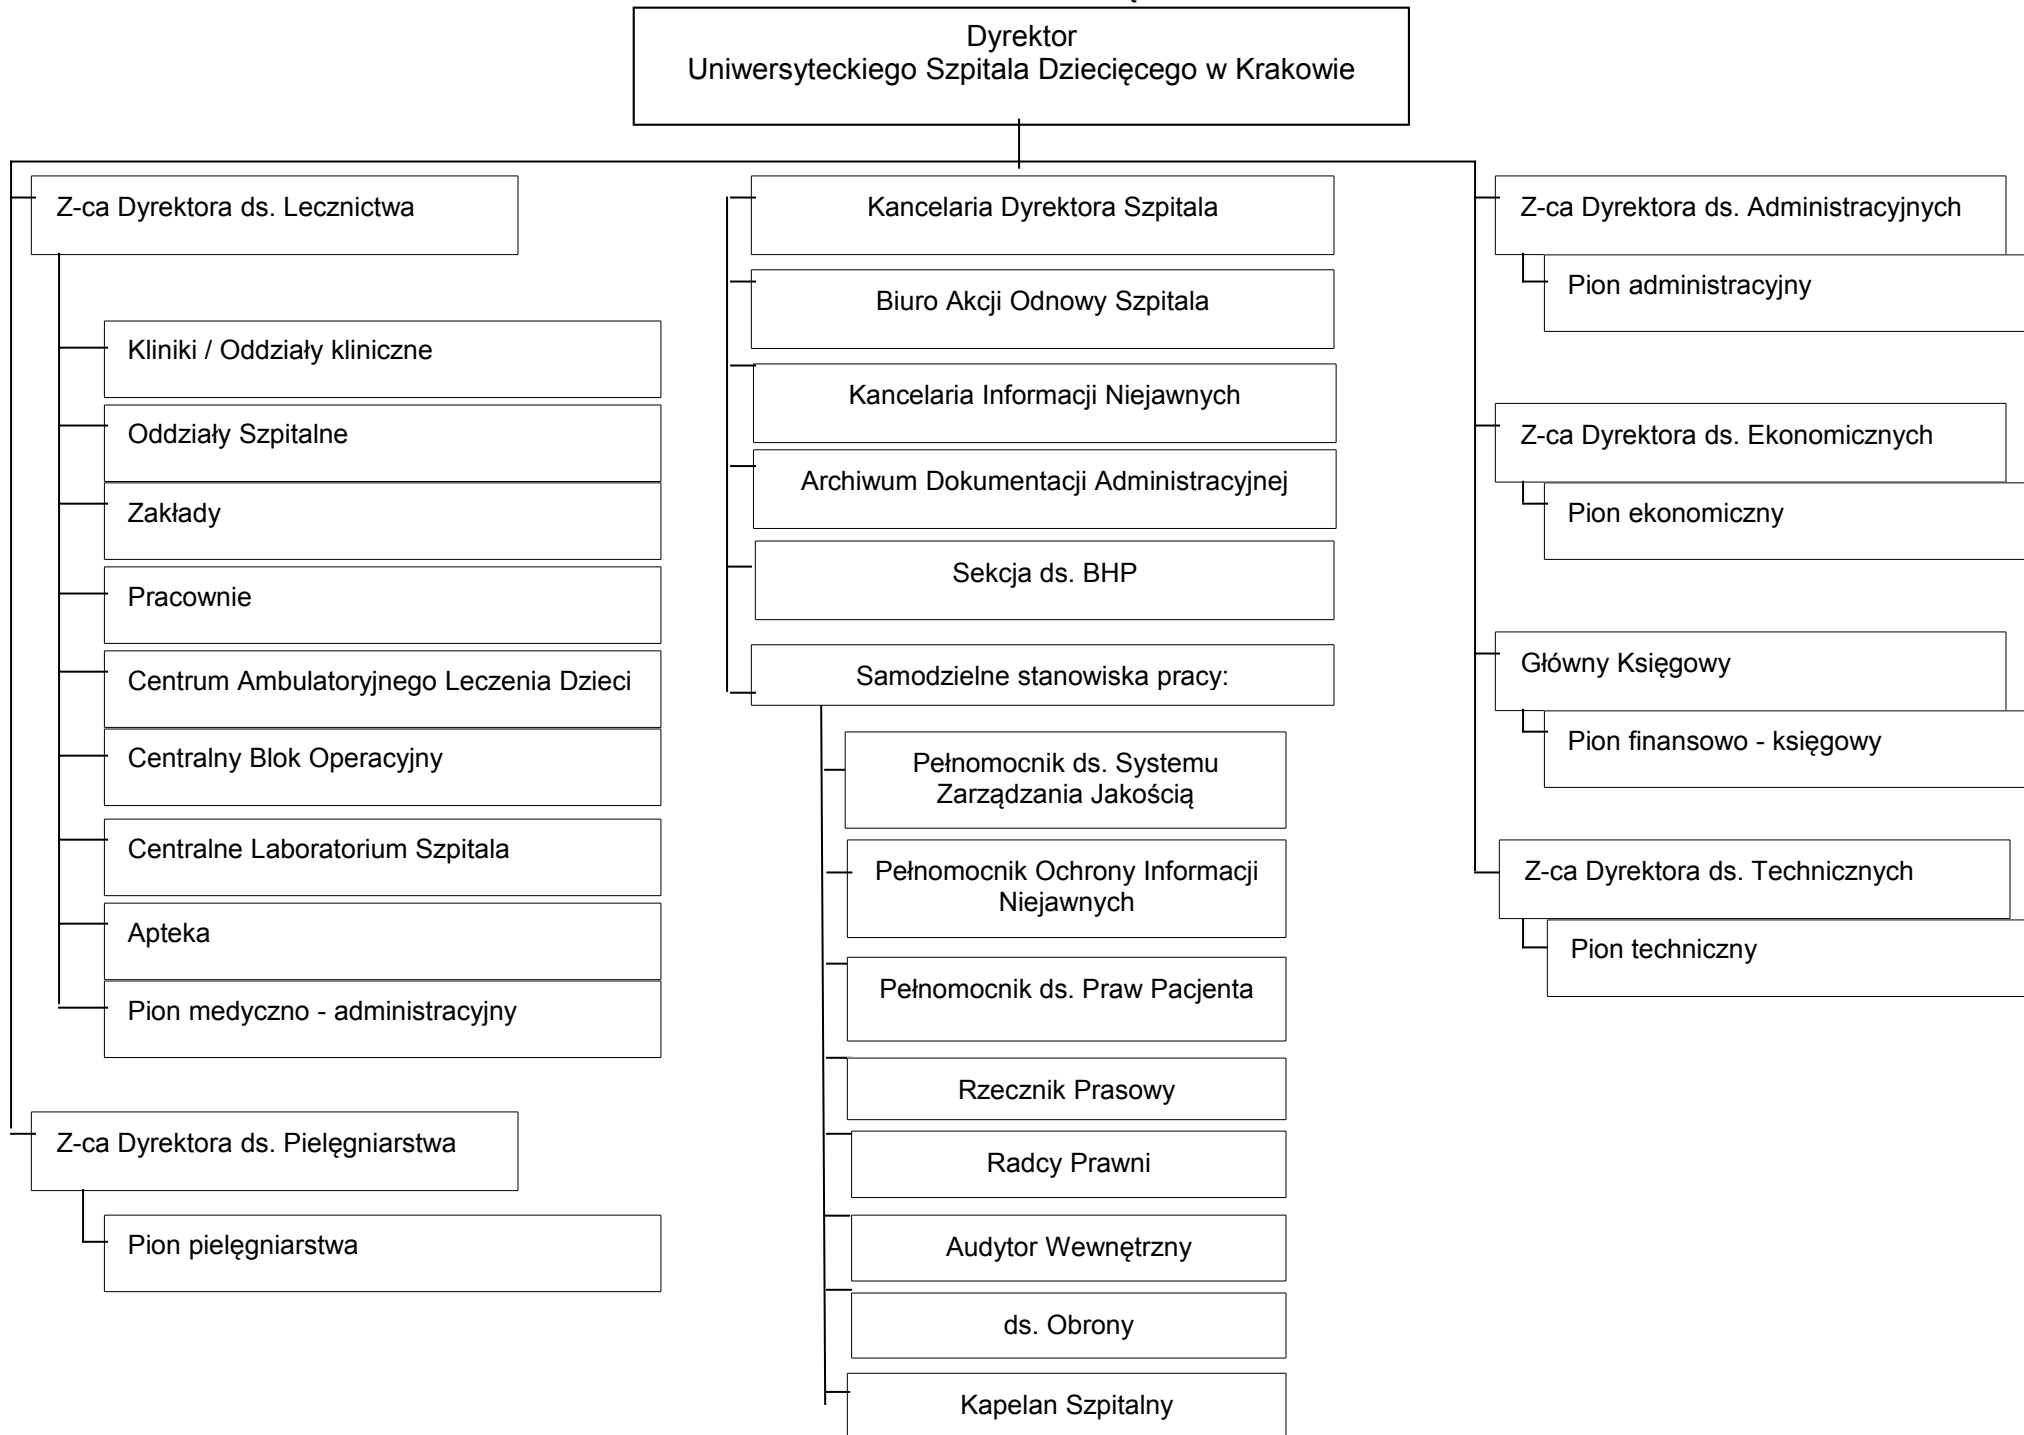 Dyrektor
Uniwersyteckiego Szpitala Dziecięcego w Krakowie
Z-ca Dyrektora ds. Lecznictwa
Kliniki / Oddziały kliniczne
Oddziały Szpitalne
Zakłady
Pracownie
Centrum Ambulatoryjnego Leczenia Dzieci
Centralny Blok Operacyjny
Centralne Laboratorium Szpitala
Apteka
Pion medyczno - administracyjny
Z-ca Dyrektora ds. Pielęgniarstwa
Pion pielęgniarstwa
Kancelaria Dyrektora Szpitala
Biuro Akcji Odnowy Szpitala
Kancelaria Informacji Niejawnych
Archiwum Dokumentacji Administracyjnej
Sekcja ds. BHP
Samodzielne stanowiska pracy:
Pełnomocnik ds. Systemu
Zarządzania Jakością
Pełnomocnik Ochrony Informacji
Niejawnych
Pełnomocnik ds. Praw Pacjenta
Rzecznik Prasowy
Radcy Prawni
Audytor Wewnętrzny
ds. Obrony
Kapelan Szpitalny
Z-ca Dyrektora ds. Administracyjnych
Pion administracyjny
Z-ca Dyrektora ds. Ekonomicznych
Pion ekonomiczny
Główny Księgowy
Pion finansowo - księgowy
Z-ca Dyrektora ds. Technicznych
Pion techniczny